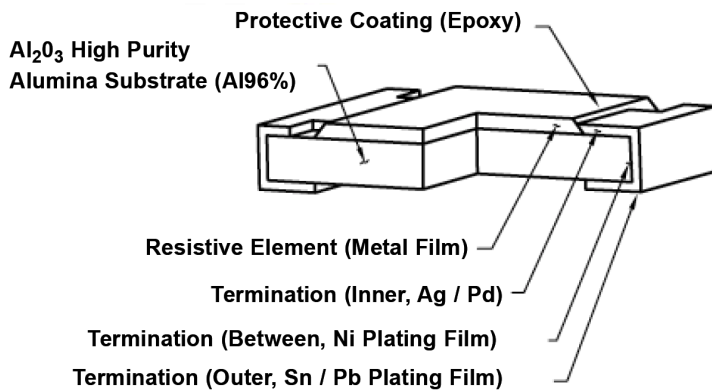 Protective Coating (Epoxy)
Al₂0₃ High Purity
Alumina Substrate (Al96%)
Resistive Element (Metal Film)
Termination (Inner, Ag / Pd)
Termination (Between, Ni Plating Film)
Termination (Outer, Sn / Pb Plating Film)